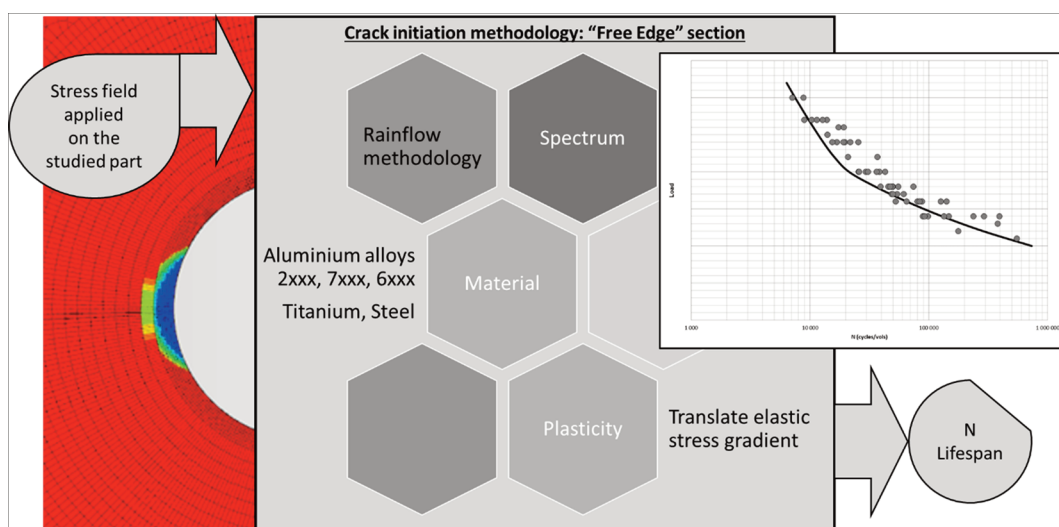 Crack initiation methodology: “Free Edge” section
Stress field
applied
on the
studied part
Rainflow
methodology
Spectrum
Aluminium alloys
2xxx, 7xxx, 6xxx
Titanium, Steel
Material
Load
1 000
10 000
100 000
1 000 000
N (cycles/vols)
Plasticity
Translate elastic
stress gradient
N
Lifespan